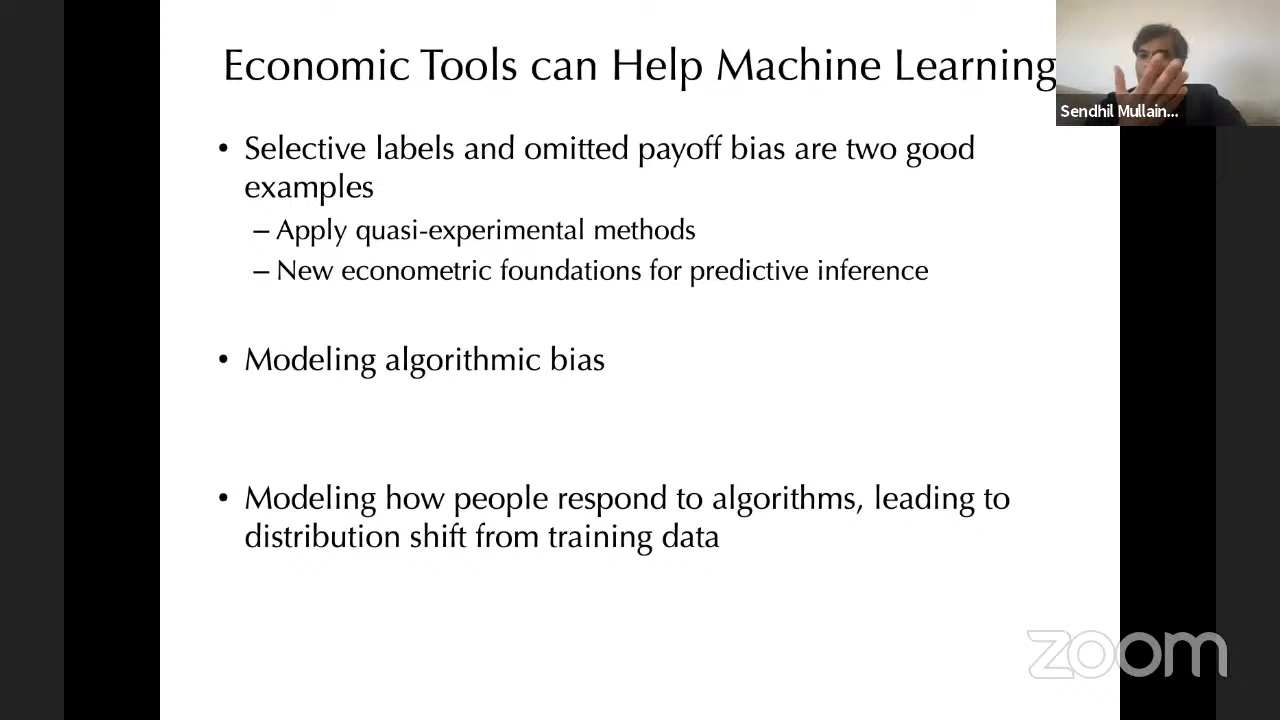 Economic Tools can Help Machine Learning
Sendhil Mullain...
• Selective labels and omitted payoff bias are two good
examples
– Apply quasi-experimental methods
– New econometric foundations for predictive inference
• Modeling algorithmic bias
• Modeling how people respond to algorithms, leading to
distribution shift from training data
zoom